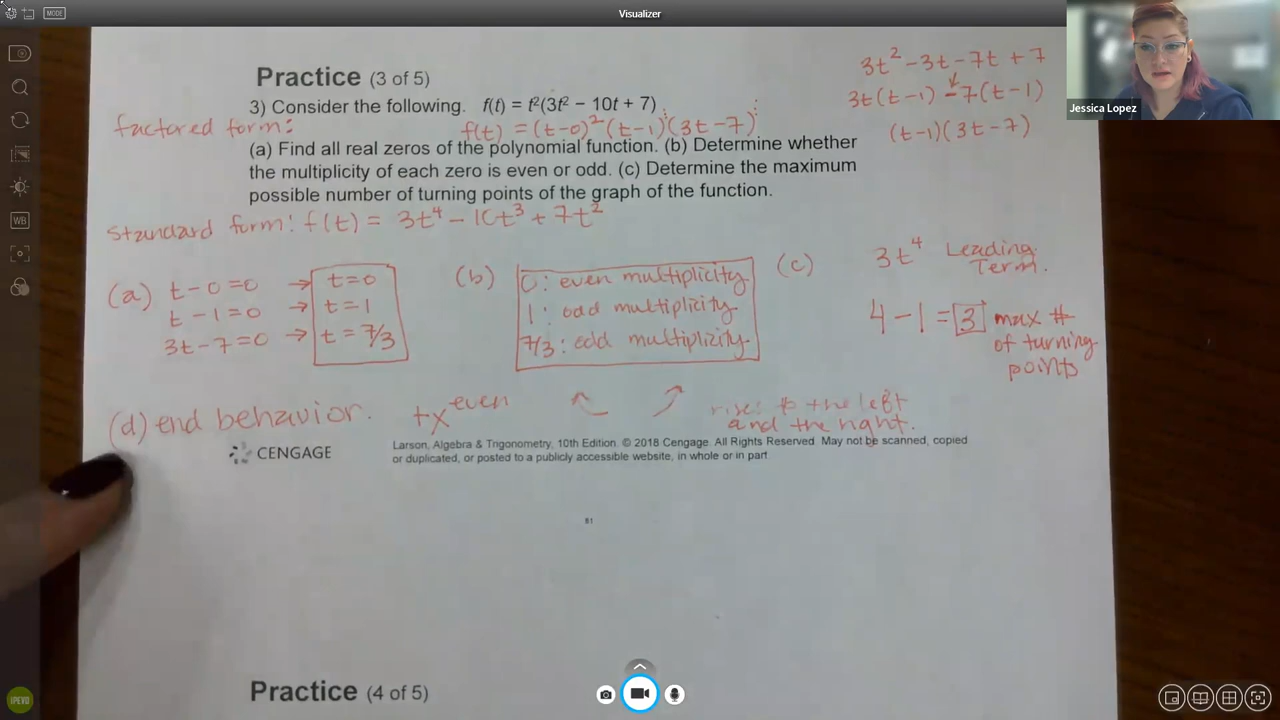 MODE
Visualizer
Jessica Lopez
WB
IPEVO
Practice (3 of 5)
3) Consider the following. f(t) = t²(3t² − 10t + 7)
factored form: f(t) = (t-0)²(t-1)¹(3t-7)¹
3t² - 3t - 7t + 7
3t(t-1) - 7(t-1)
(t-1)(3t-7)
(a) Find all real zeros of the polynomial function. (b) Determine whether
the multiplicity of each zero is even or odd. (c) Determine the maximum
possible number of turning points of the graph of the function.
standard form: f(t) = 3t⁴ - 10t³ + 7t²
(a) t-0=0 → t=0
t-1=0 → t=1
3t-7=0 → t=7/3
(b) 0: even multiplicity
1: odd multiplicity
7/3: odd multiplicity
(c) 3t⁴ Leading
Term.
4-1=3 max #
of turning
points
(d) end behavior. +x^even rises to the left
and the right.
CENGAGE
Larson, Algebra & Trigonometry, 10th Edition. © 2018 Cengage. All Rights Reserved. May not be scanned, copied
or duplicated, or posted to a publicly accessible website, in whole or in part.
81
Practice (4 of 5)